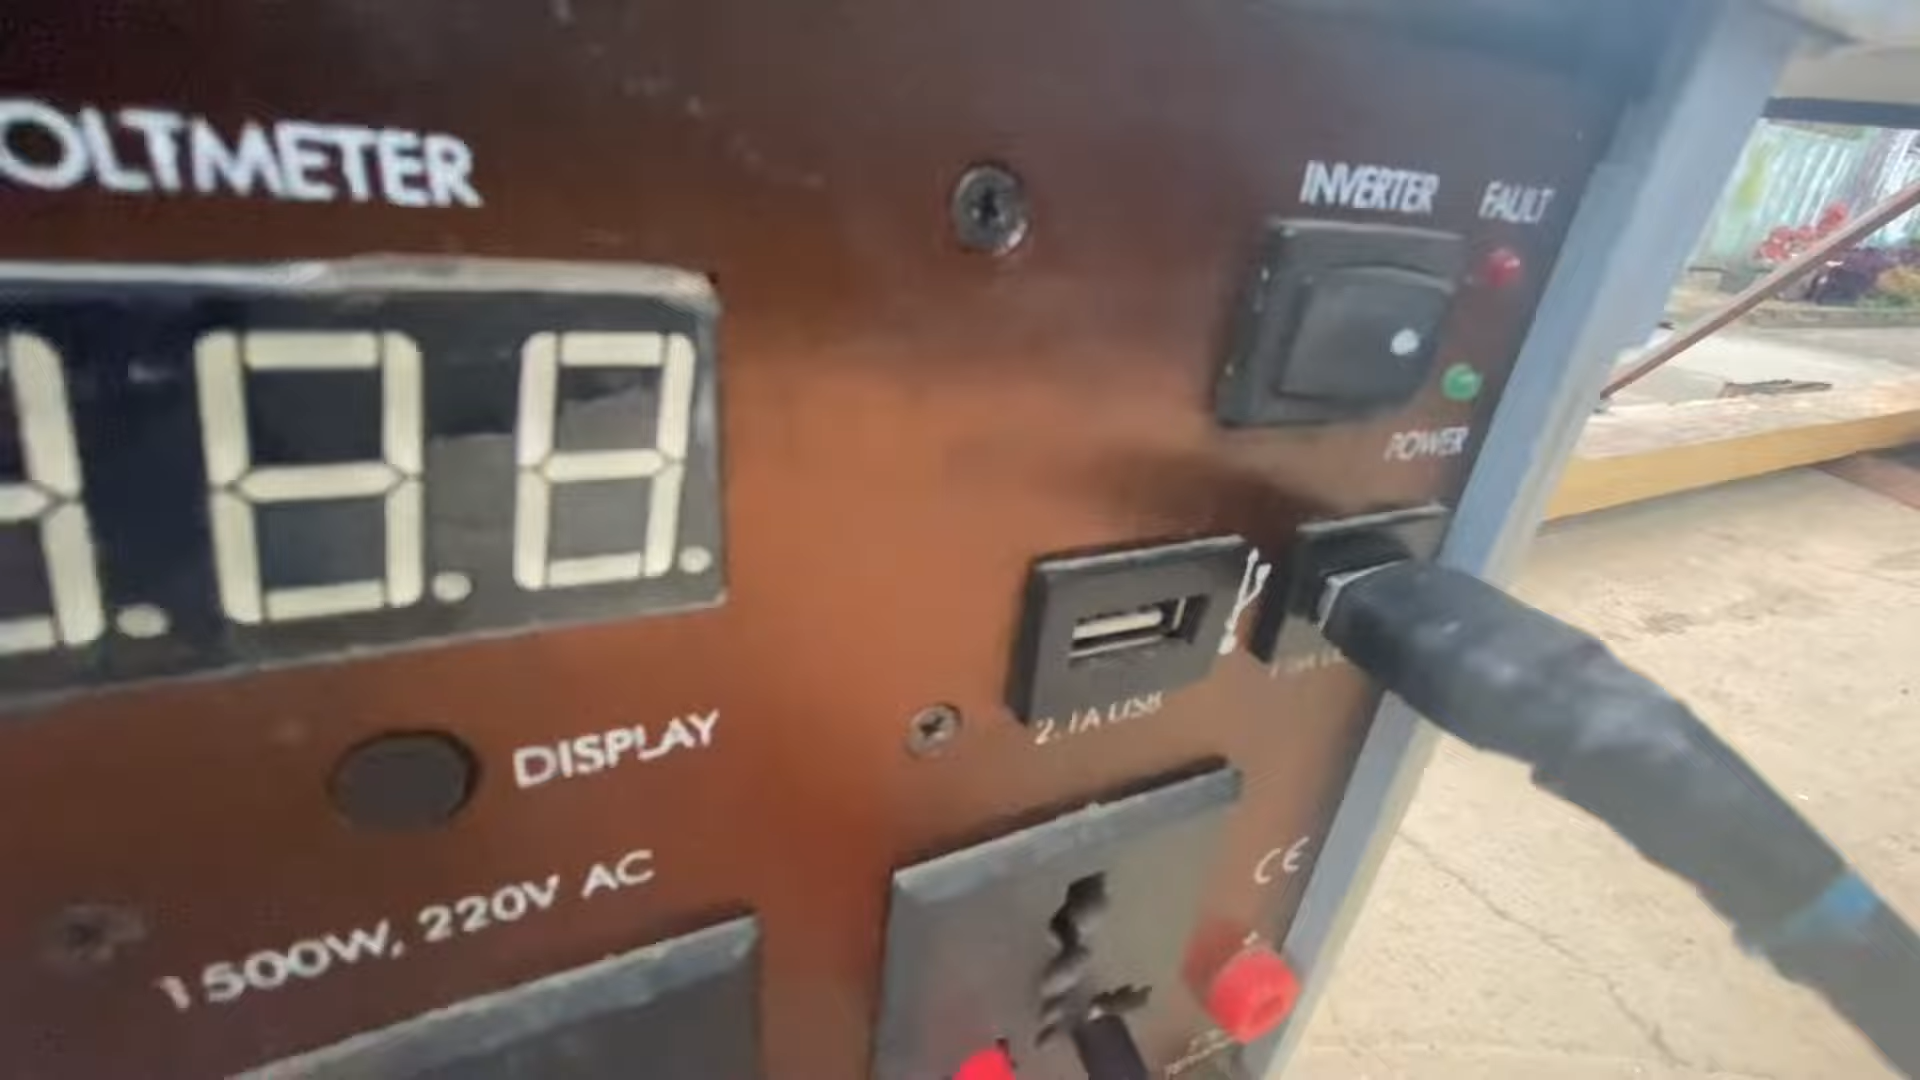 OLTMETER
INVERTER
FAULT
POWER
2.1A USB
DISPLAY
1500W, 220V AC
CE